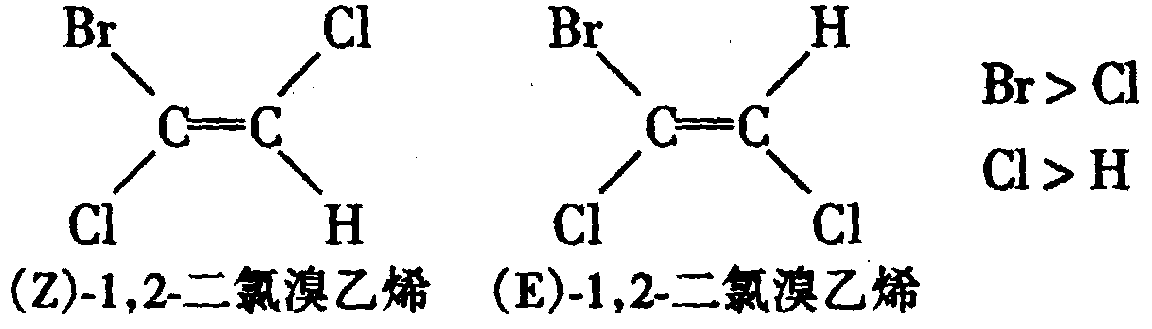 Br Cl Br H
Br > Cl
C=C C=C
Cl > H
Cl H Cl Cl
(Z)-1,2-二氯溴乙烯 (E)-1,2-二氯溴乙烯